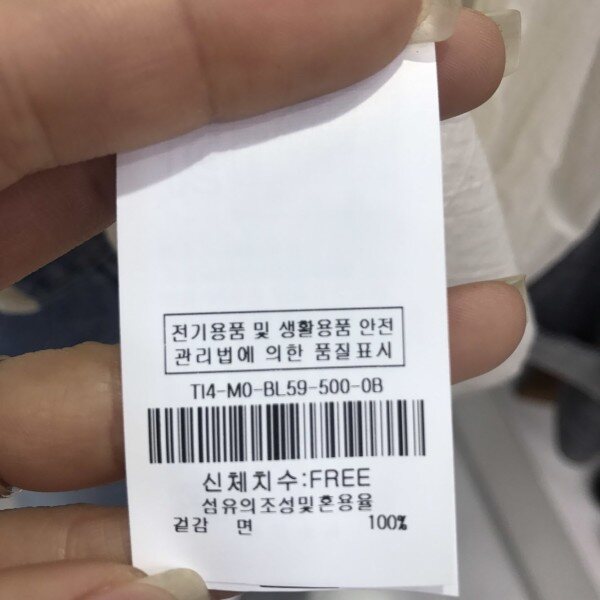 전기용품 및 생활용품 안전
관리법에 의한 품질표시
TI4-MO-BL59-500-0B
신체치수:FREE
섬유의조성및혼용율
겉감 면 100%